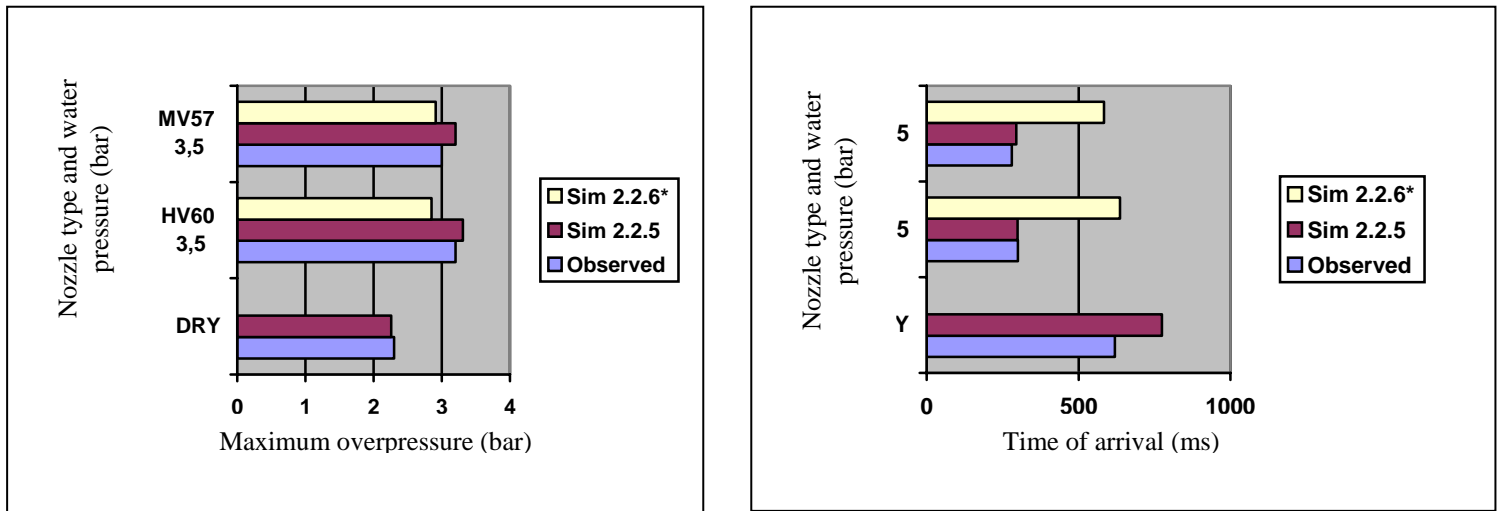 Nozzle type and water
pressure (bar)
MV57
3,5
HV60
3,5
DRY
0 1 2 3 4
Maximum overpressure (bar)
Sim 2.2.6*
Sim 2.2.5
Observed
Nozzle type and water
pressure (bar)
5
5
Y
0 500 1000
Time of arrival (ms)
Sim 2.2.6*
Sim 2.2.5
Observed